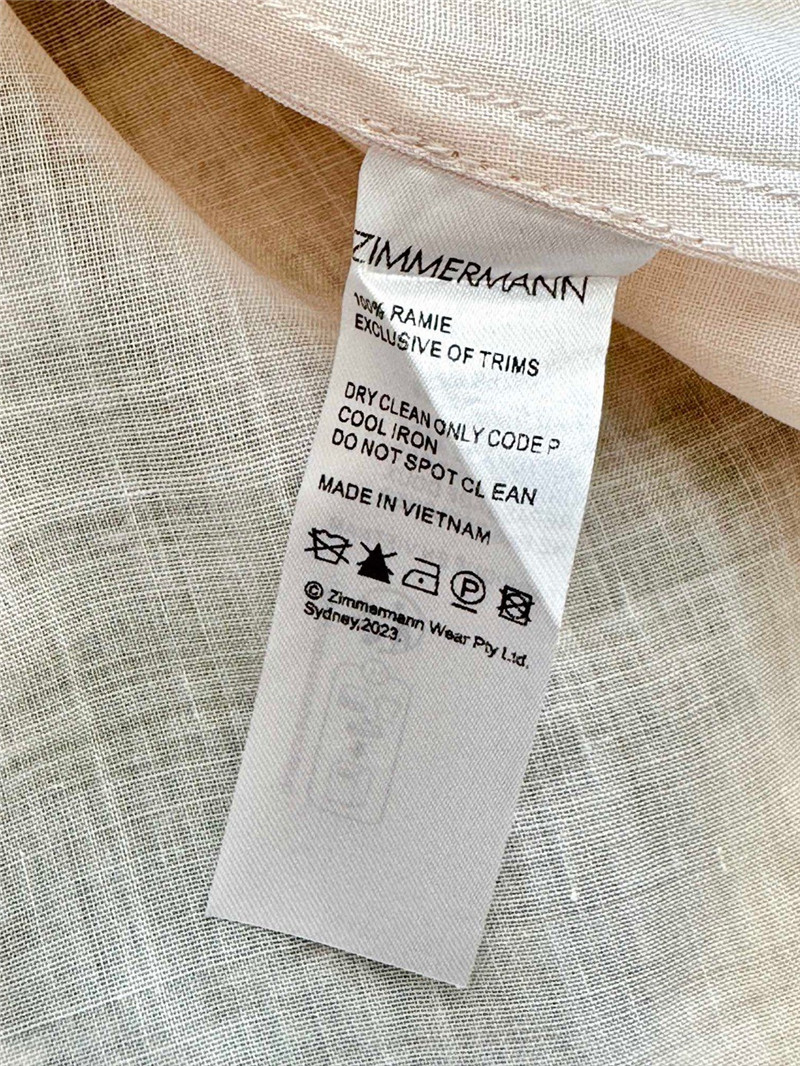 ZIMMERMANN
100% RAMIE
EXCLUSIVE OF TRIMS
DRY CLEAN ONLY CODE P
COOL IRON
DO NOT SPOT CLEAN
MADE IN VIETNAM
P
© Zimmermann Wear Pty Ltd.
Sydney,2023.